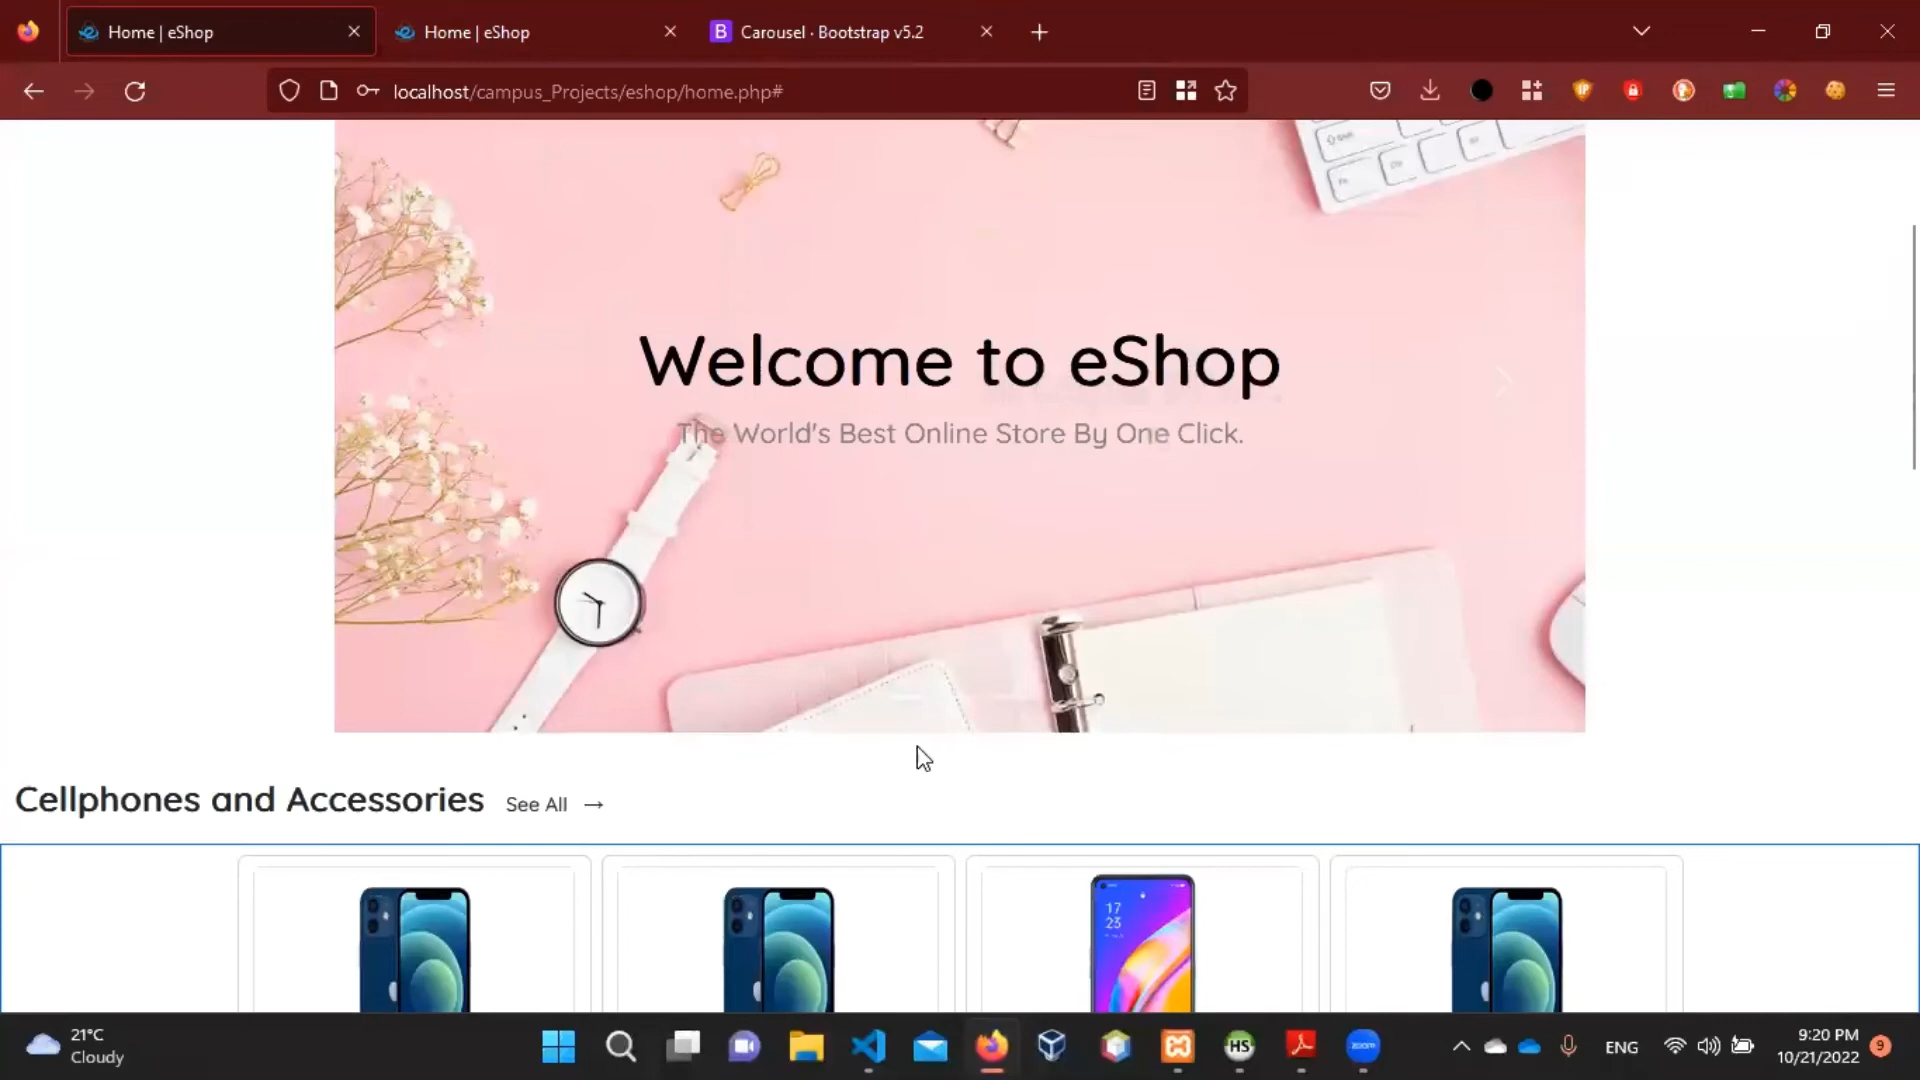 Home | eShop
Home | eShop
Carousel · Bootstrap v5.2
localhost/campus_Projects/eshop/home.php#
Welcome to eShop
The World's Best Online Store By One Click.
Cellphones and Accessories See All →
17
23
21°C
Cloudy
HS
zoom
ENG
9:20 PM
10/21/2022
9